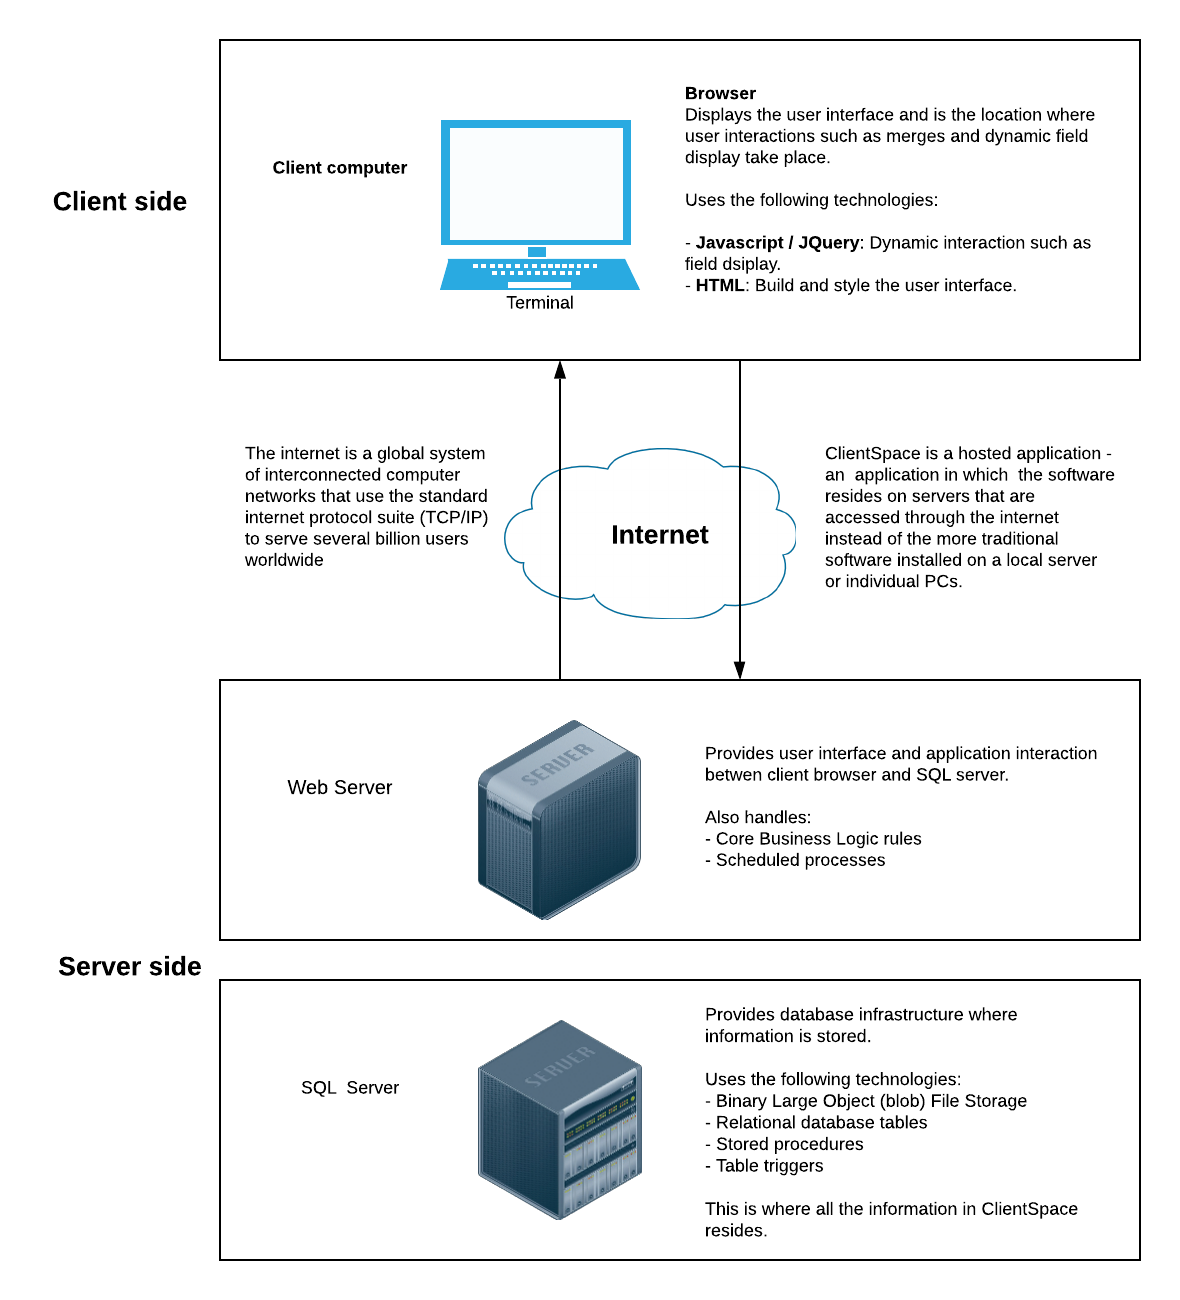 Client side
Client computer
Terminal
Browser
Displays the user interface and is the location where
user interactions such as merges and dynamic field
display take place.
Uses the following technologies:
- Javascript / JQuery: Dynamic interaction such as
field dsiplay.
- HTML: Build and style the user interface.
The internet is a global system
of interconnected computer
networks that use the standard
internet protocol suite (TCP/IP)
to serve several billion users
worldwide
Internet
ClientSpace is a hosted application -
an  application in which  the software
resides on servers that are
accessed through the internet
instead of the more traditional
software installed on a local server
or individual PCs.
Server side
Web Server
SERVER
Provides user interface and application interaction
betwen client browser and SQL server.
Also handles:
- Core Business Logic rules
- Scheduled processes
SQL  Server
SERVER
Provides database infrastructure where
information is stored.
Uses the following technologies:
- Binary Large Object (blob) File Storage
- Relational database tables
- Stored procedures
- Table triggers
This is where all the information in ClientSpace
resides.